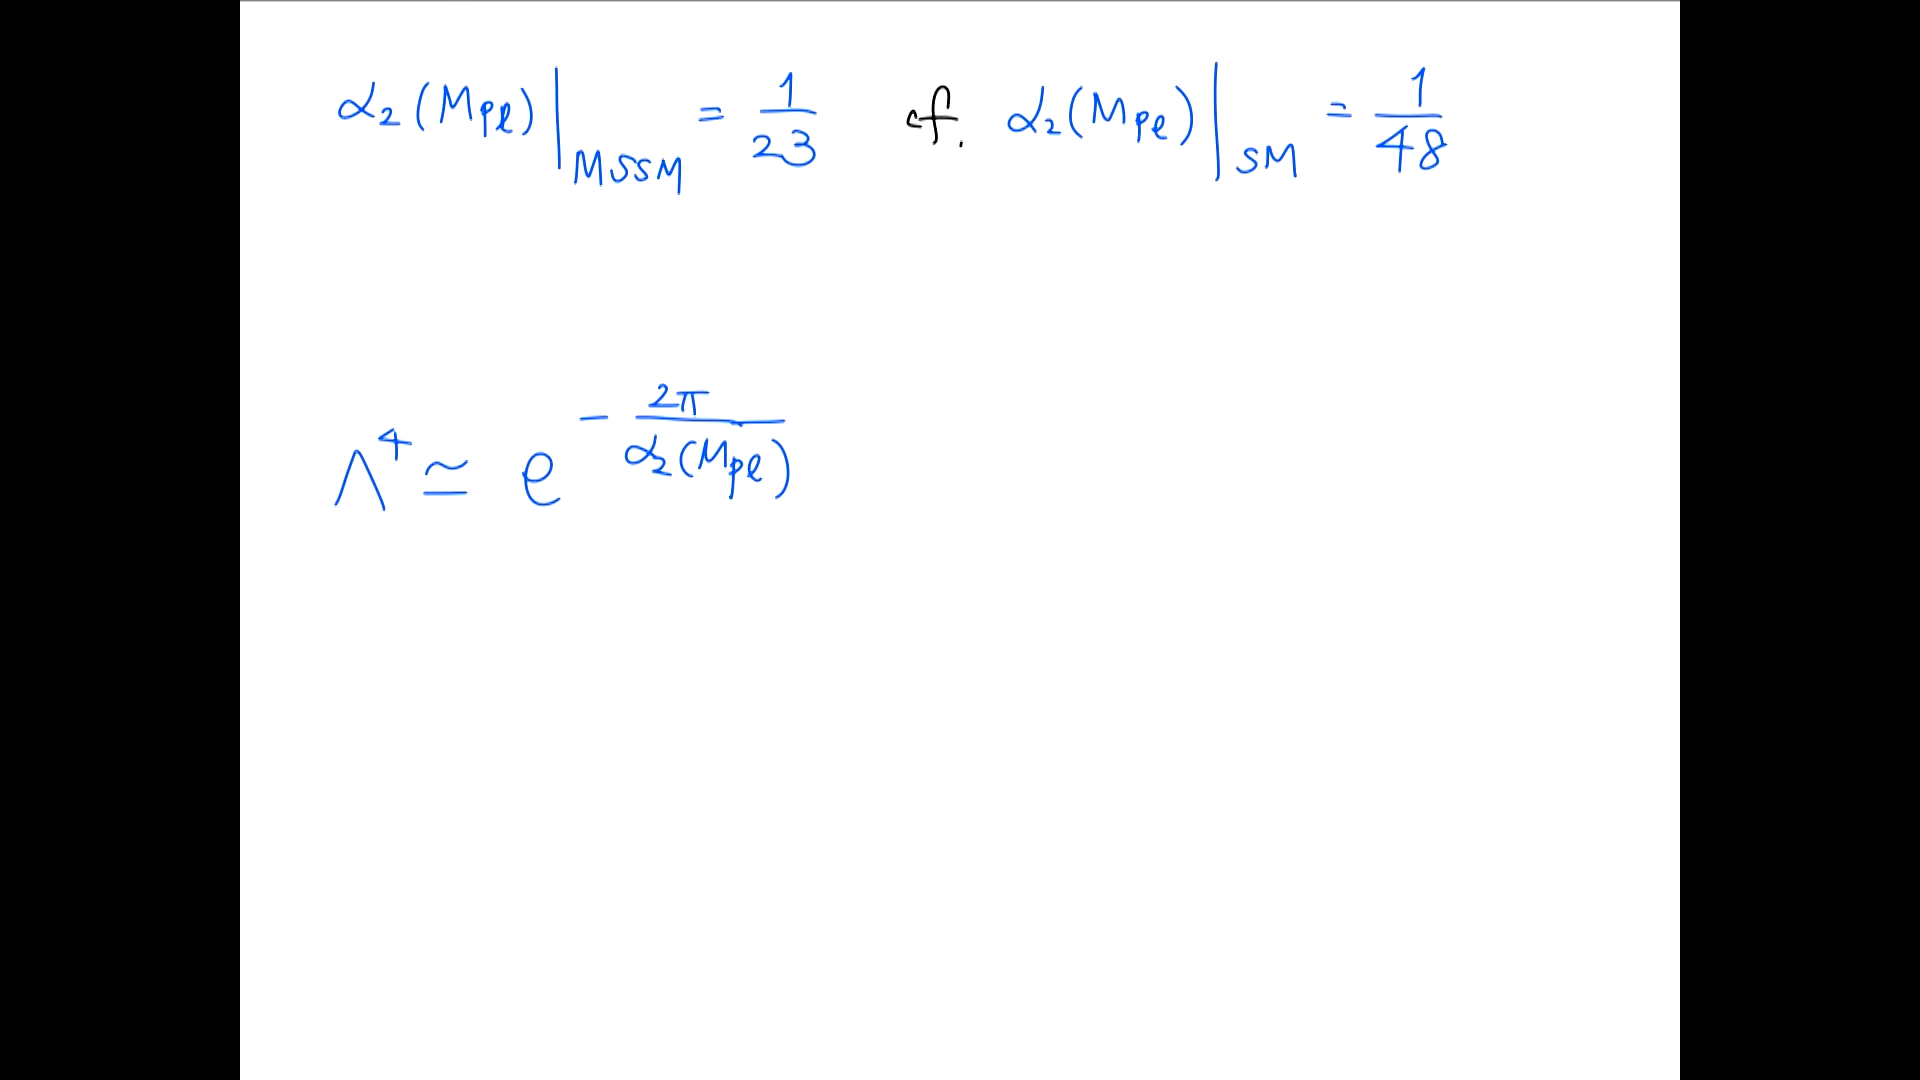 α₂(M_Pl)|_MSSM = 1/23 cf. α₂(M_Pl)|_SM = 1/48
Λ⁴ ≃ e^{-2π/α₂(M_Pl)}